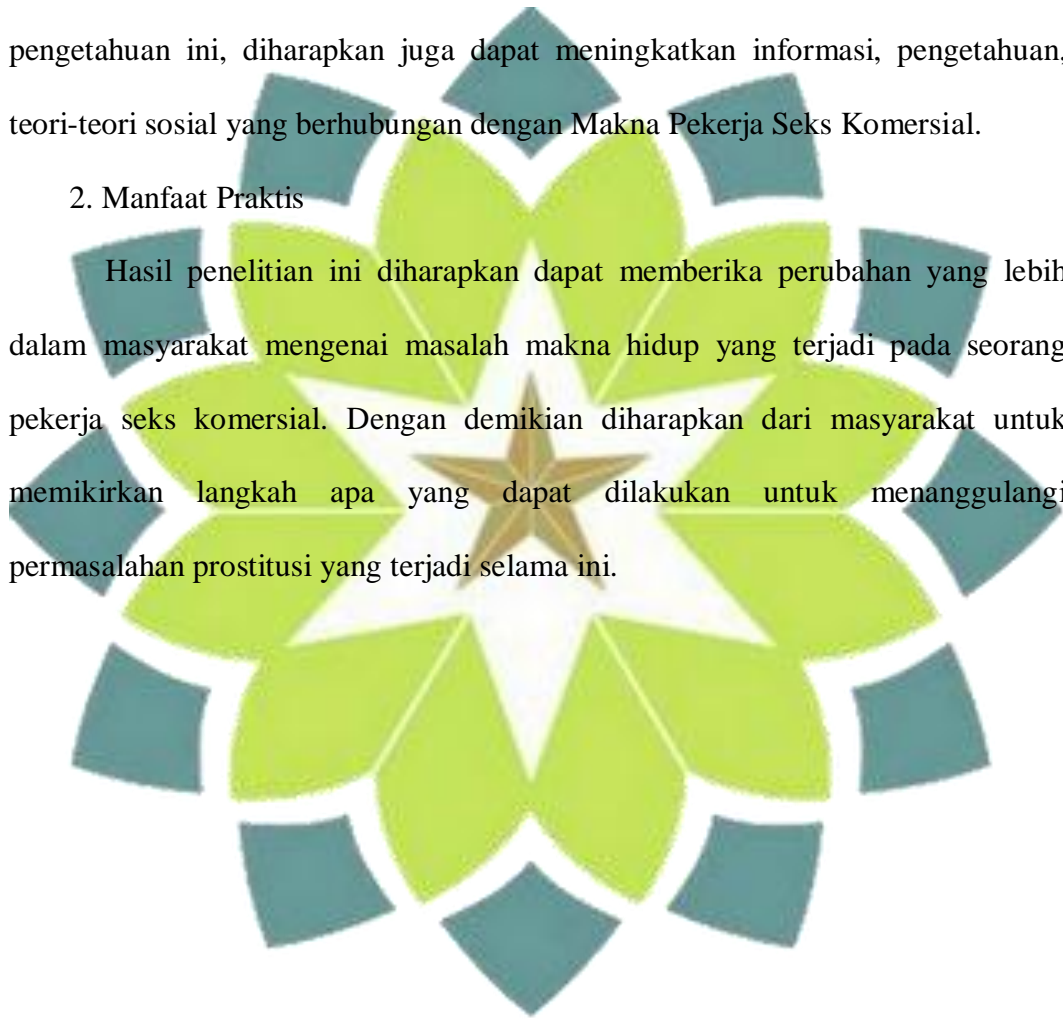 pengetahuan ini, diharapkan juga dapat meningkatkan informasi, pengetahuan,
teori-teori sosial yang berhubungan dengan Makna Pekerja Seks Komersial.
2. Manfaat Praktis
Hasil penelitian ini diharapkan dapat memberika perubahan yang lebih
dalam masyarakat mengenai masalah makna hidup yang terjadi pada seorang
pekerja seks komersial. Dengan demikian diharapkan dari masyarakat untuk
memikirkan langkah apa yang dapat dilakukan untuk menanggulangi
permasalahan prostitusi yang terjadi selama ini.